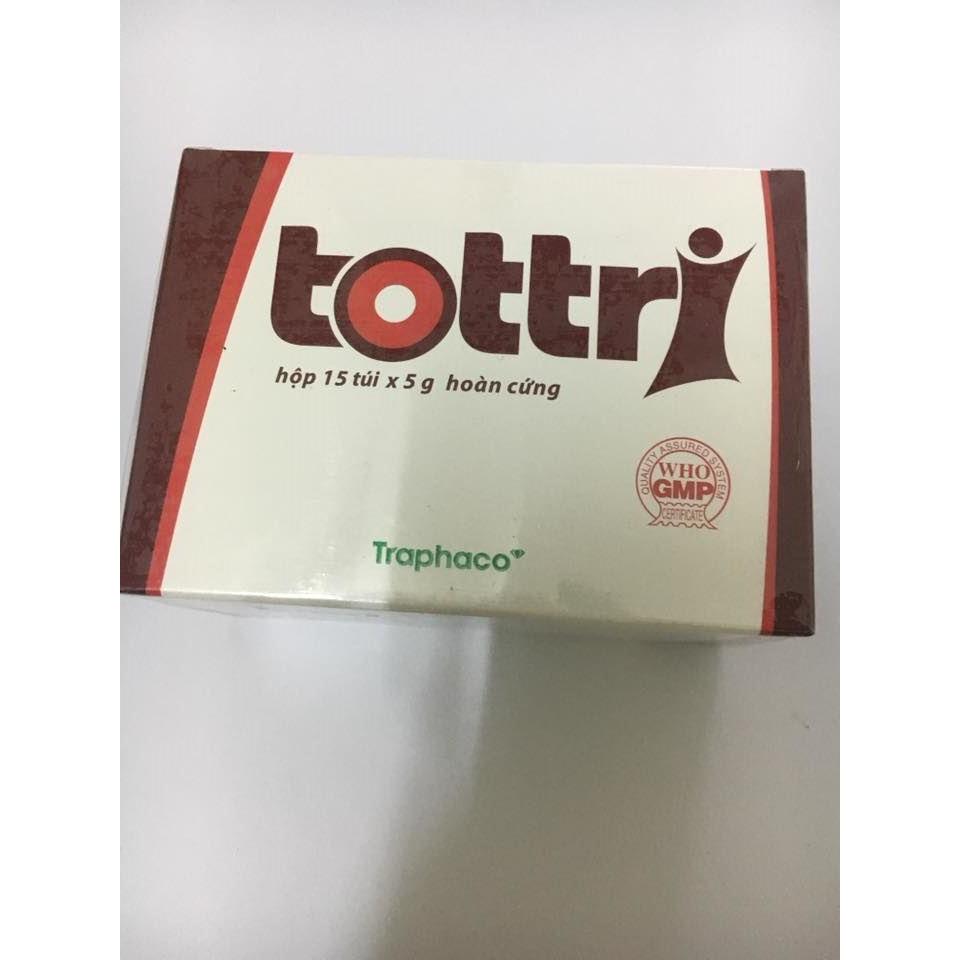 tottri
hộp 15 túi x 5 g hoàn cứng
QUALITY ASSURED SYSTEM
WHO
GMP
CERTIFICATE
Traphaco